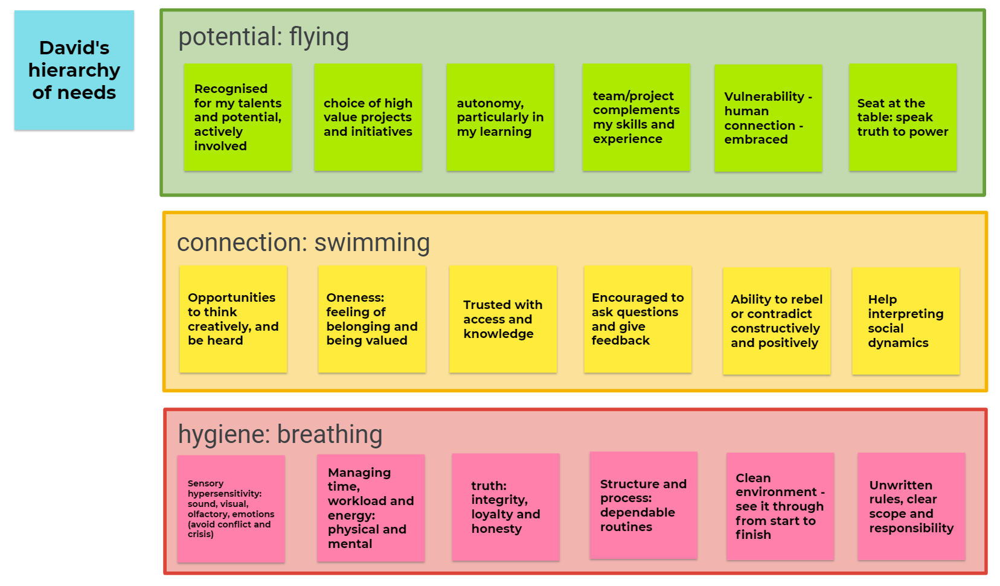 David's
hierarchy
of needs
potential: flying
Recognised
for my talents
and potential,
actively
involved
choice of high
value projects
and initiatives
autonomy,
particularly in
my learning
team/project
complements
my skills and
experience
Vulnerability -
human
connection -
embraced
Seat at the
table: speak
truth to power
connection: swimming
Opportunities
to think
creatively, and
be heard
Oneness:
feeling of
belonging and
being valued
Trusted with
access and
knowledge
Encouraged to
ask questions
and give
feedback
Ability to rebel
or contradict
constructively
and positively
Help
interpreting
social
dynamics
hygiene: breathing
Sensory
hypersensitivity:
sound, visual,
olfactory, emotions
(avoid conflict and
crisis)
Managing
time,
workload and
energy:
physical and
mental
truth:
integrity,
loyalty and
honesty
Structure and
process:
dependable
routines
Clean
environment -
see it through
from start to
finish
Unwritten
rules, clear
scope and
responsibility